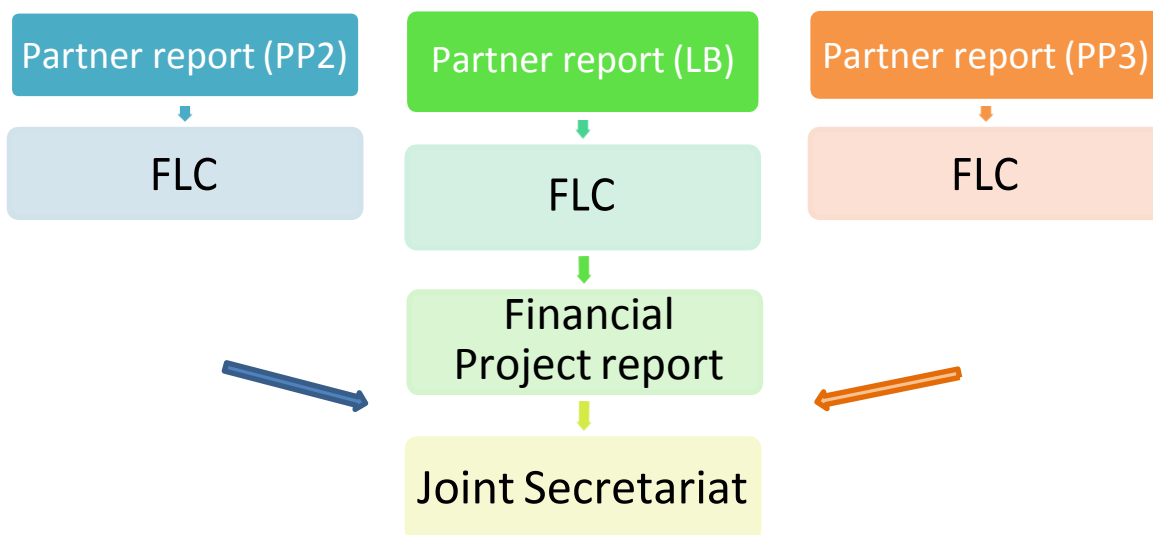 Partner report (PP2)
Partner report (LB)
Partner report (PP3)
FLC
FLC
FLC
Financial
Project report
Joint Secretariat